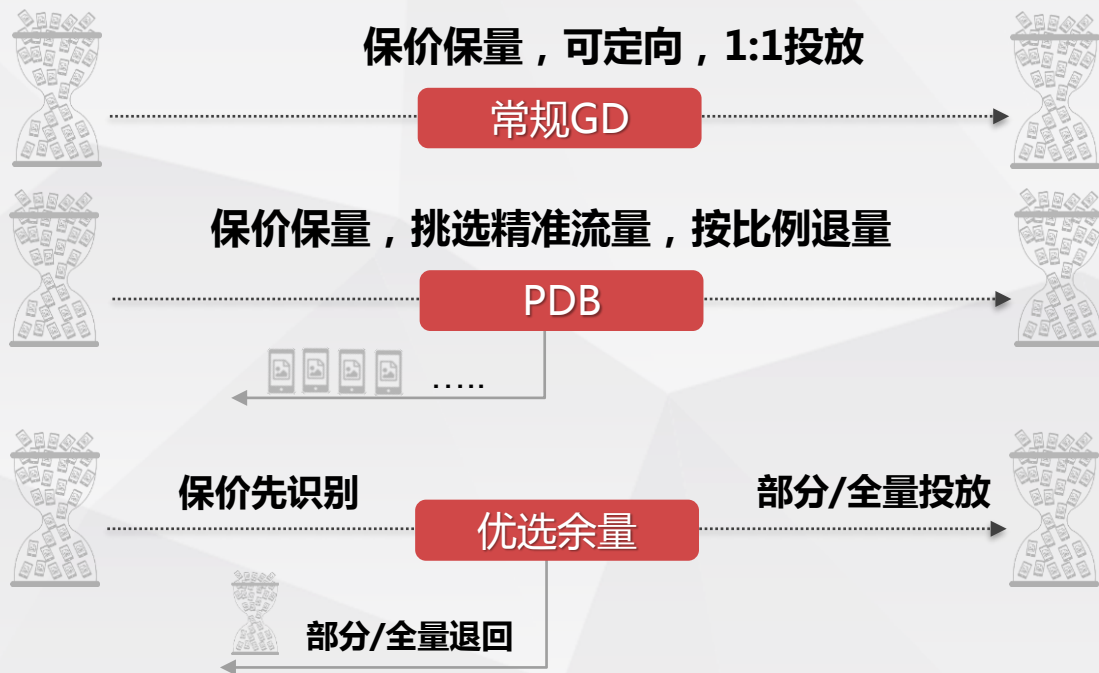 保价保量，可定向，1:1投放
常规GD
保价保量，挑选精准流量，按比例退量
PDB
.....
保价先识别
部分/全量投放
优选余量
部分/全量退回